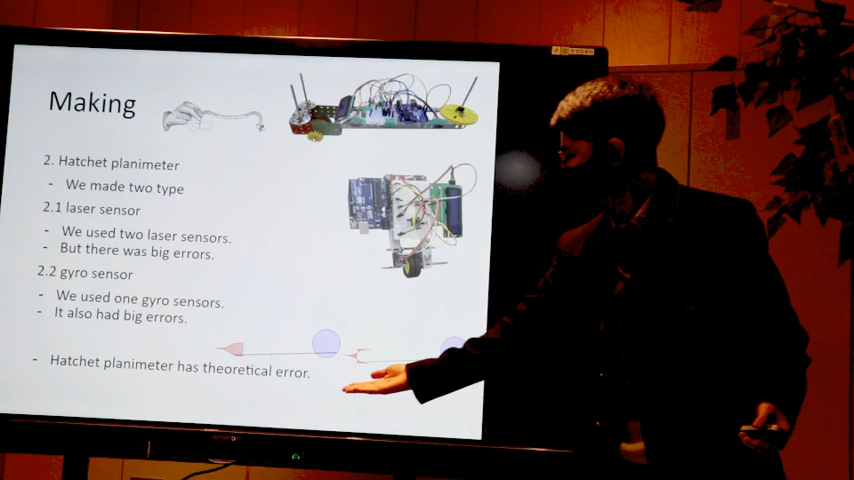 Making
2. Hatchet planimeter
- We made two type
2.1 laser sensor
- We used two laser sensors.
- But there was big errors.
2.2 gyro sensor
- We used one gyro sensors.
- It also had big errors.
- Hatchet planimeter has theoretical error.